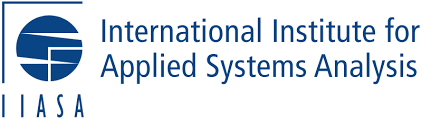 International Institute for
Applied Systems Analysis
IIASA